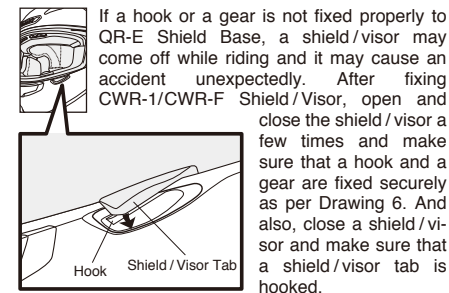 If a hook or a gear is not fixed properly to
QR-E Shield Base, a shield / visor may
come off while riding and it may cause an
accident unexpectedly. After fixing
CWR-1/CWR-F Shield / Visor, open and
close the shield / visor a
few times and make
sure that a hook and a
gear are fixed securely
as per Drawing 6. And
also, close a shield / vi-
sor and make sure that
a shield / visor tab is
hooked.
Hook
Shield / Visor Tab